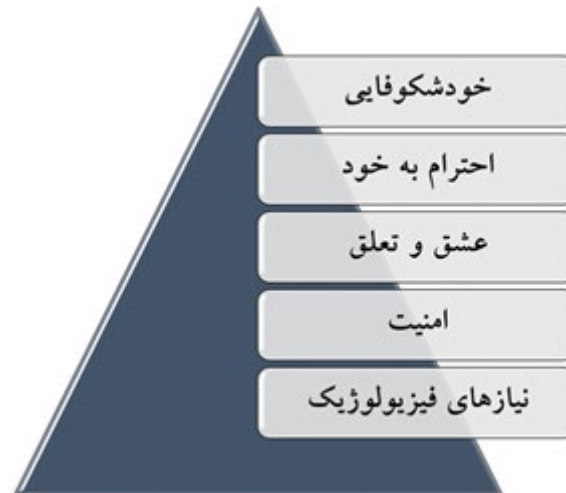 خودشکوفایی
احترام به خود
عشق و تعلق
امنیت
نیازهای فیزیولوژیک